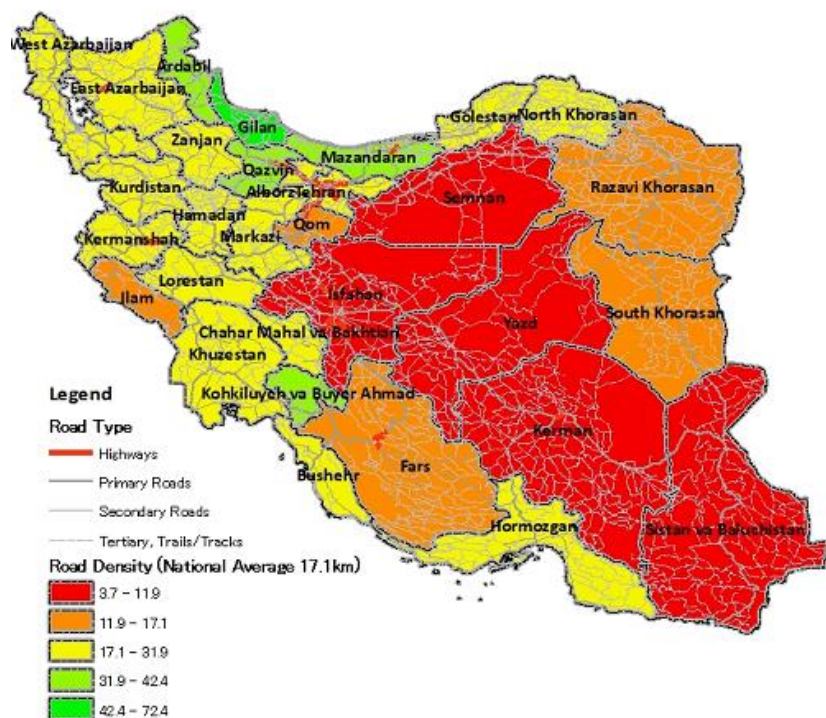 West Azarbaijan
Ardabil
East Azarbaijan
Gilan
Golestan
North Khorasan
Zanjan
Mazandaran
Qazvin
Razavi Khorasan
Kurdistan
Alborz
Tehran
Semnan
Hamadan
Qom
Kermanshah
Markazi
Lorestan
Ilam
Isfahan
South Khorasan
Yazd
Chahar Mahal va Bakhtiari
Khuzestan
Kohkiluyeh va Buyer Ahmad
Kerman
Fars
Bushehr
Hormozgan
Sistan va Baluchistan
Legend
Road Type
Highways
Primary Roads
Secondary Roads
Tertiary, Trails/Tracks
Road Density (National Average 17.1km)
3.7 - 11.9
11.9 - 17.1
17.1 - 31.9
31.9 - 42.4
42.4 - 72.4